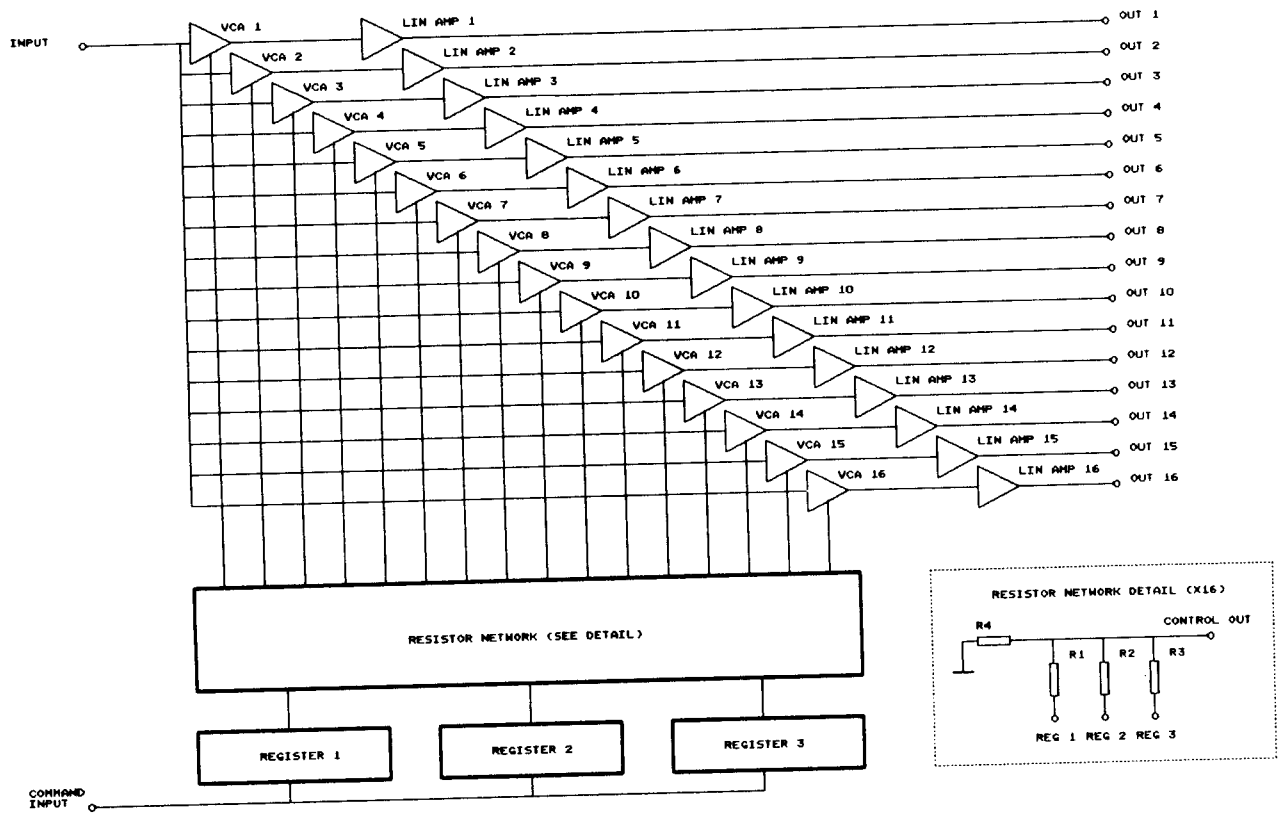 INPUT
VCA 1
LIN AMP 1
OUT 1
VCA 2
LIN AMP 2
OUT 2
VCA 3
LIN AMP 3
OUT 3
VCA 4
LIN AMP 4
OUT 4
VCA 5
LIN AMP 5
OUT 5
VCA 6
LIN AMP 6
OUT 6
VCA 7
LIN AMP 7
OUT 7
VCA 8
LIN AMP 8
OUT 8
VCA 9
LIN AMP 9
OUT 9
VCA 10
LIN AMP 10
OUT 10
VCA 11
LIN AMP 11
OUT 11
VCA 12
LIN AMP 12
OUT 12
VCA 13
LIN AMP 13
OUT 13
VCA 14
LIN AMP 14
OUT 14
VCA 15
LIN AMP 15
OUT 15
VCA 16
LIN AMP 16
OUT 16
RESISTOR NETWORK (SEE DETAIL)
REGISTER 1
REGISTER 2
REGISTER 3
COMMAND
INPUT
RESISTOR NETWORK DETAIL (X16)
R4
CONTROL OUT
R1
R2
R3
REG 1
REG 2
REG 3